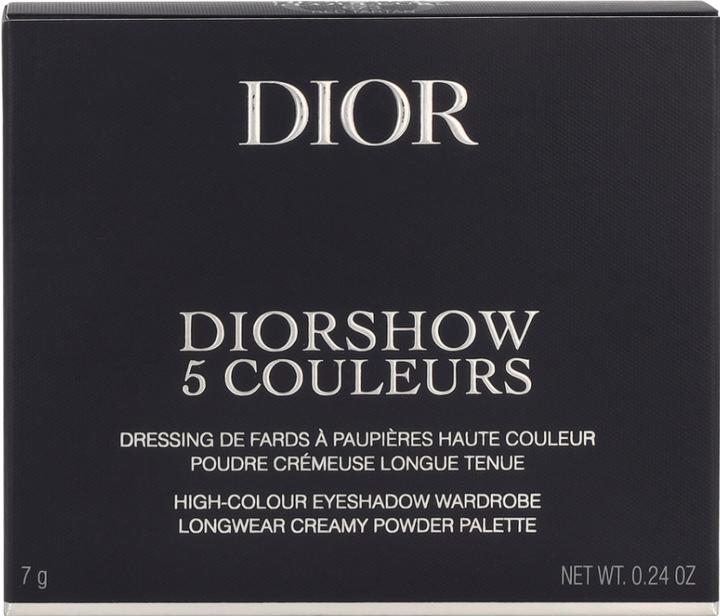 DIOR
DIORSHOW
5 COULEURS
DRESSING DE FARDS À PAUPIÈRES HAUTE COULEUR
POUDRE CRÉMEUSE LONGUE TENUE
HIGH-COLOUR EYESHADOW WARDROBE
LONGWEAR CREAMY POWDER PALETTE
7 g
NET WT. 0.24 OZ